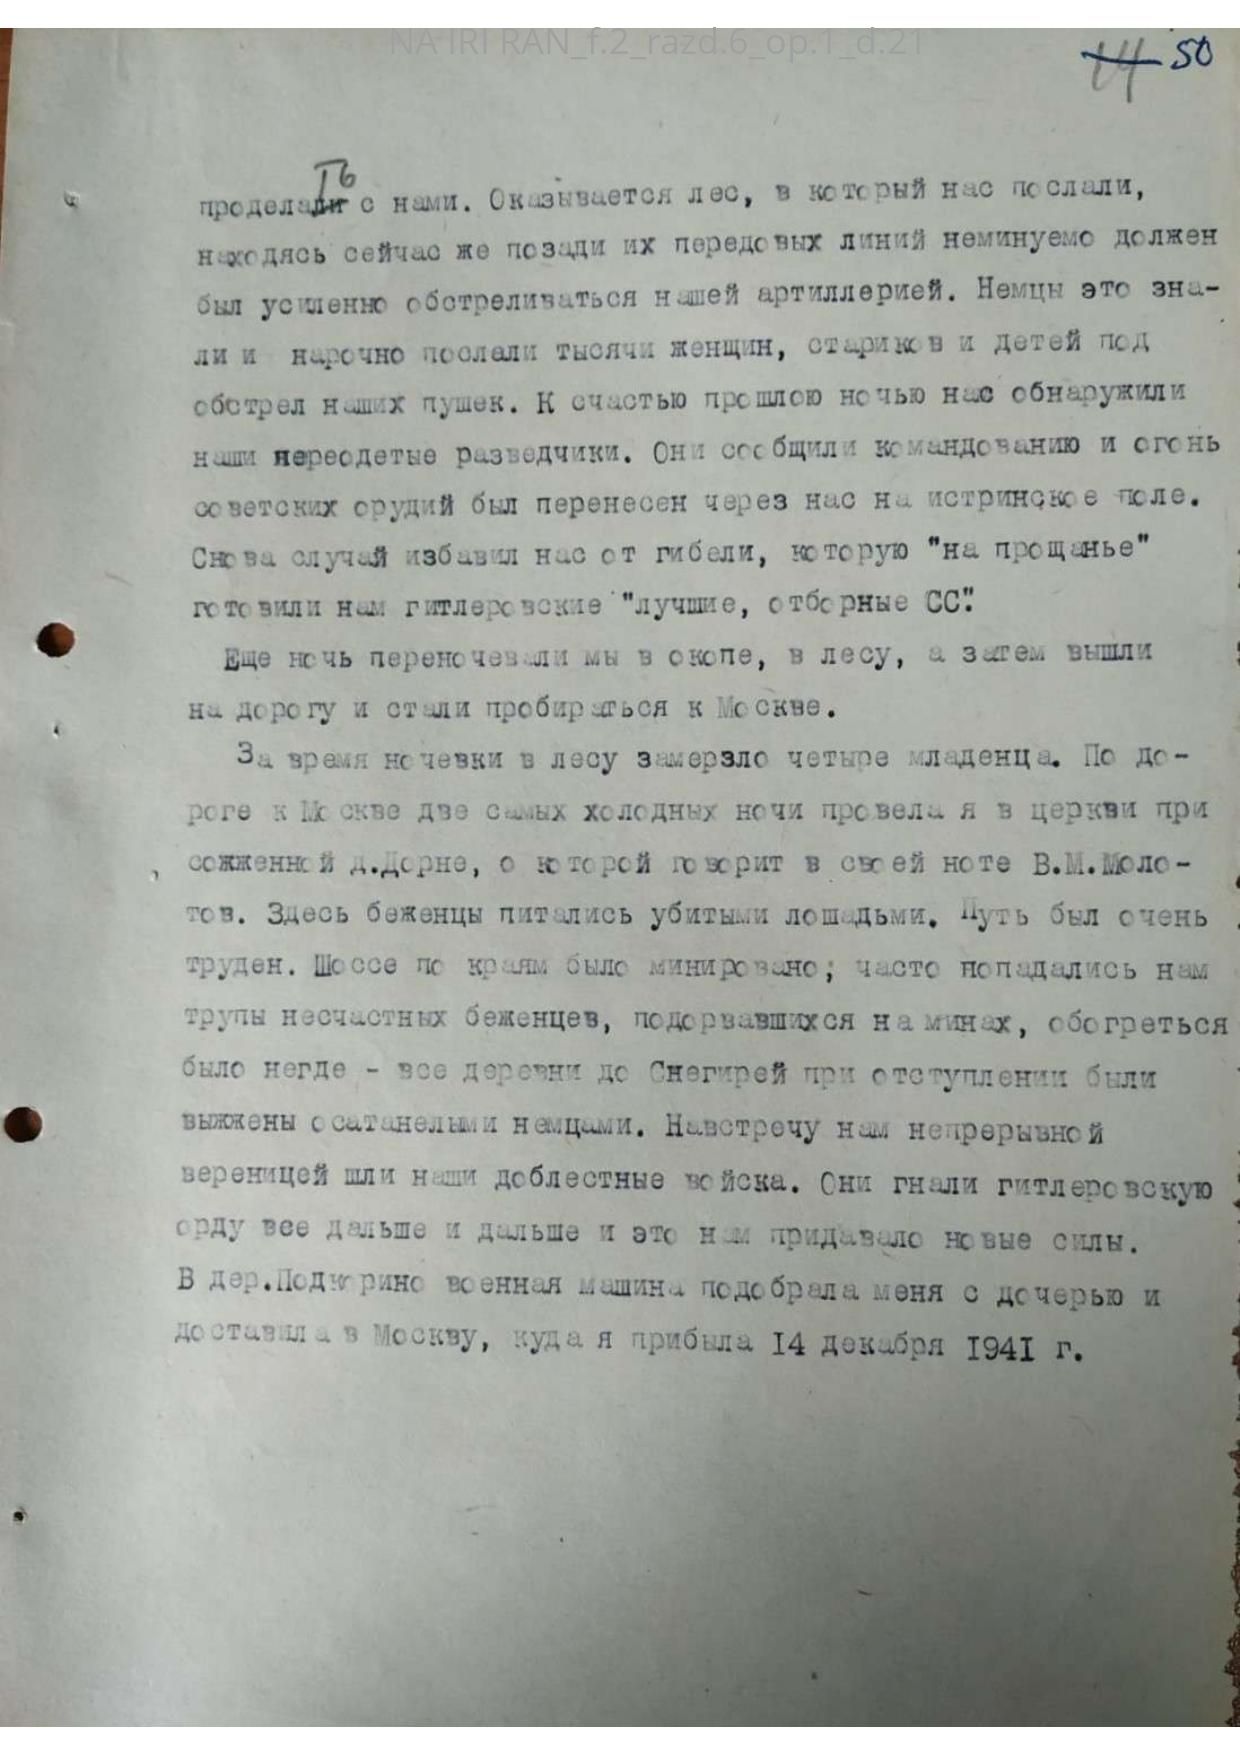 NA IRI RAN_f.2_razd.6_op.1_d.21
14 50
ть
проделали с нами. Оказывается лес, в который нас послали,
находясь сейчас же позади их передовых линий неминуемо должен
был усиленно обстреливаться нашей артиллерией. Немцы это зна-
ли и нарочно послали тысячи женщин, стариков и детей под
обстрел наших пушек. К счастью прошлою ночью нас обнаружили
наши переодетые разведчики. Они сообщили командованию и огонь
советских орудий был перенесен через нас на истринское поле.
Снова случай избавил нас от гибели, которую "на прощанье"
готовили нам гитлеровские "лучшие, отборные СС".
Еще ночь переночевали мы в окопе, в лесу, а затем вышли
на дорогу и стали пробираться к Москве.
За время ночевки в лесу замерзло четыре младенца. По до-
роге к Москве две самых холодных ночи провела я в церкви при
сожженной д.Дорне, о которой говорит в своей ноте В.М.Моло-
тов. Здесь беженцы питались убитыми лошадьми. Путь был очень
труден. Шоссе по краям было минировано; часто попадались нам
трупы несчастных беженцев, подорвавшихся на минах, обогреться
было негде - все деревни до Снегирей при отступлении были
выжжены осатанелыми немцами. Навстречу нам непрерывной
вереницей шли наши доблестные войска. Они гнали гитлеровскую
орду все дальше и дальше и это нам придавало новые силы.
В дер.Поднорино военная машина подобрала меня с дочерью и
доставила в Москву, куда я прибыла 14 декабря 1941 г.